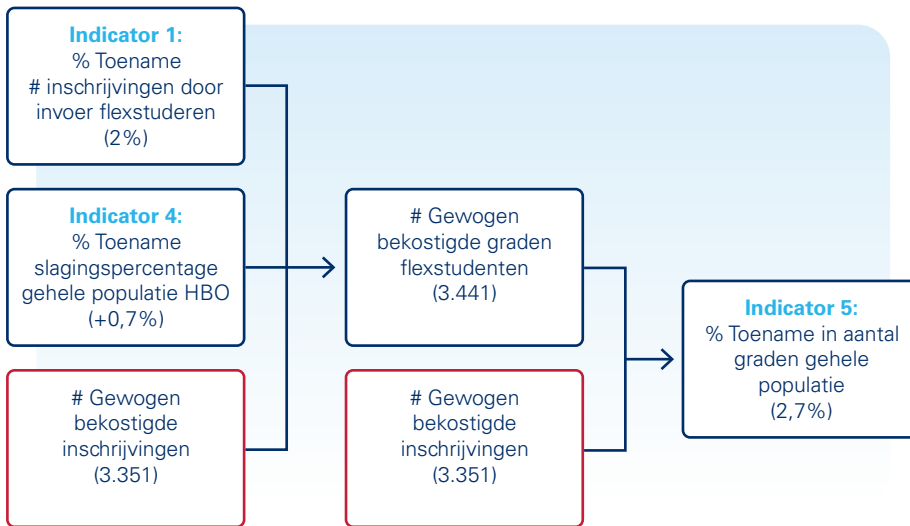 Indicator 1:
% Toename
# inschrijvingen door
invoer flexstuderen
(2%)
Indicator 4:
% Toename
slagingspercentage
gehele populatie HBO
(+0,7%)
# Gewogen
bekostigde
inschrijvingen
(3.351)
# Gewogen
bekostigde graden
flexstudenten
(3.441)
# Gewogen
bekostigde
inschrijvingen
(3.351)
Indicator 5:
% Toename in aantal
graden gehele
populatie
(2,7%)